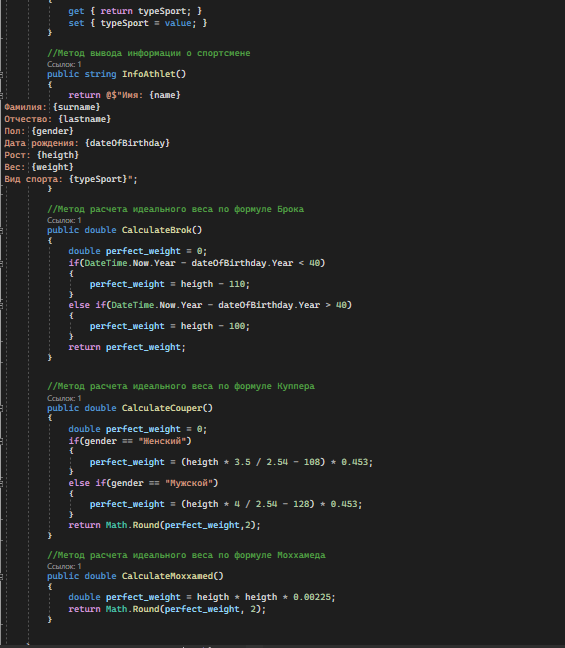 {
get { return typeSport; }
set { typeSport = value; }
}
//Метод вывода информации о спортсмене
Ссылок: 1
public string InfoAthlet()
{
return @$"Имя: {name}
Фамилия: {surname}
Отчество: {lastname}
Пол: {gender}
Дата рождения: {dateOfBirthday}
Рост: {heigth}
Вес: {weight}
Вид спорта: {typeSport}";
}
//Метод расчета идеального веса по формуле Брока
Ссылок: 1
public double CalculateBrok()
{
double perfect_weight = 0;
if(DateTime.Now.Year - dateOfBirthday.Year < 40)
{
perfect_weight = heigth - 110;
}
else if(DateTime.Now.Year - dateOfBirthday.Year > 40)
{
perfect_weight = heigth - 100;
}
return perfect_weight;
}
//Метод расчета идеального веса по формуле Куппера
Ссылок: 1
public double CalculateCouper()
{
double perfect_weight = 0;
if(gender == "Женский")
{
perfect_weight = (heigth * 3.5 / 2.54 - 108) * 0.453;
}
else if(gender == "Мужской")
{
perfect_weight = (heigth * 4 / 2.54 - 128) * 0.453;
}
return Math.Round(perfect_weight,2);
}
//Метод расчета идеального веса по формуле Моххамеда
Ссылок: 1
public double CalculateMoxxamed()
{
double perfect_weight = heigth * heigth * 0.00225;
return Math.Round(perfect_weight, 2);
}